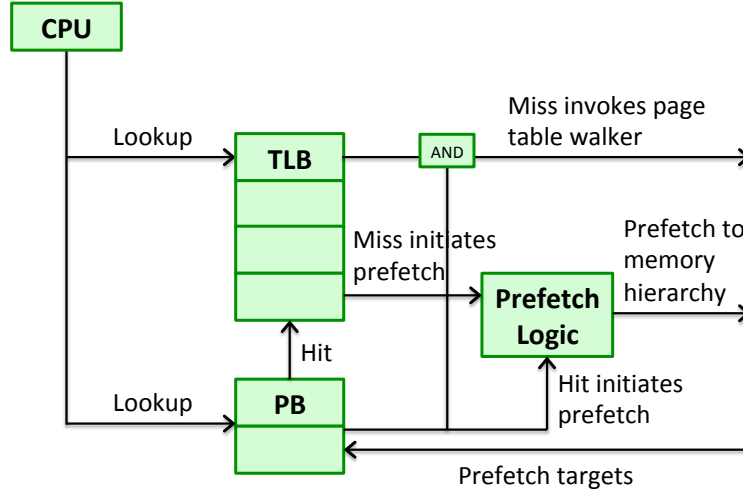 CPU
Lookup
TLB
AND
Miss invokes page
table walker
Miss initiates
prefetch
Prefetch
Logic
Prefetch to
memory
hierarchy
Hit
Lookup
PB
Hit initiates
prefetch
Prefetch targets